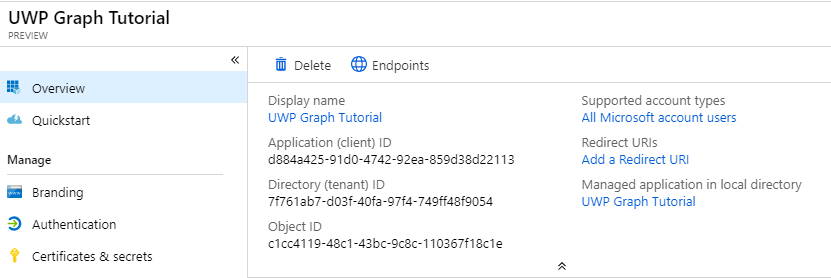 UWP Graph Tutorial
PREVIEW
«
Overview
Quickstart
Manage
Branding
Authentication
Certificates & secrets
Delete
Endpoints
Display name
UWP Graph Tutorial
Application (client) ID
d884a425-91d0-4742-92ea-859d38d22113
Directory (tenant) ID
7f761ab7-d03f-40fa-97f4-749ff48f9054
Object ID
c1cc4119-48c1-43bc-9c8c-110367f18c1e
Supported account types
All Microsoft account users
Redirect URIs
Add a Redirect URI
Managed application in local directory
UWP Graph Tutorial